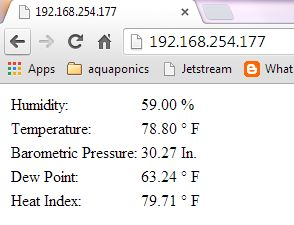 192.168.254.177
192.168.254.177
Apps aquaponics Jetstream What
Humidity: 59.00 %
Temperature: 78.80 ° F
Barometric Pressure: 30.27 In.
Dew Point: 63.24 ° F
Heat Index: 79.71 ° F